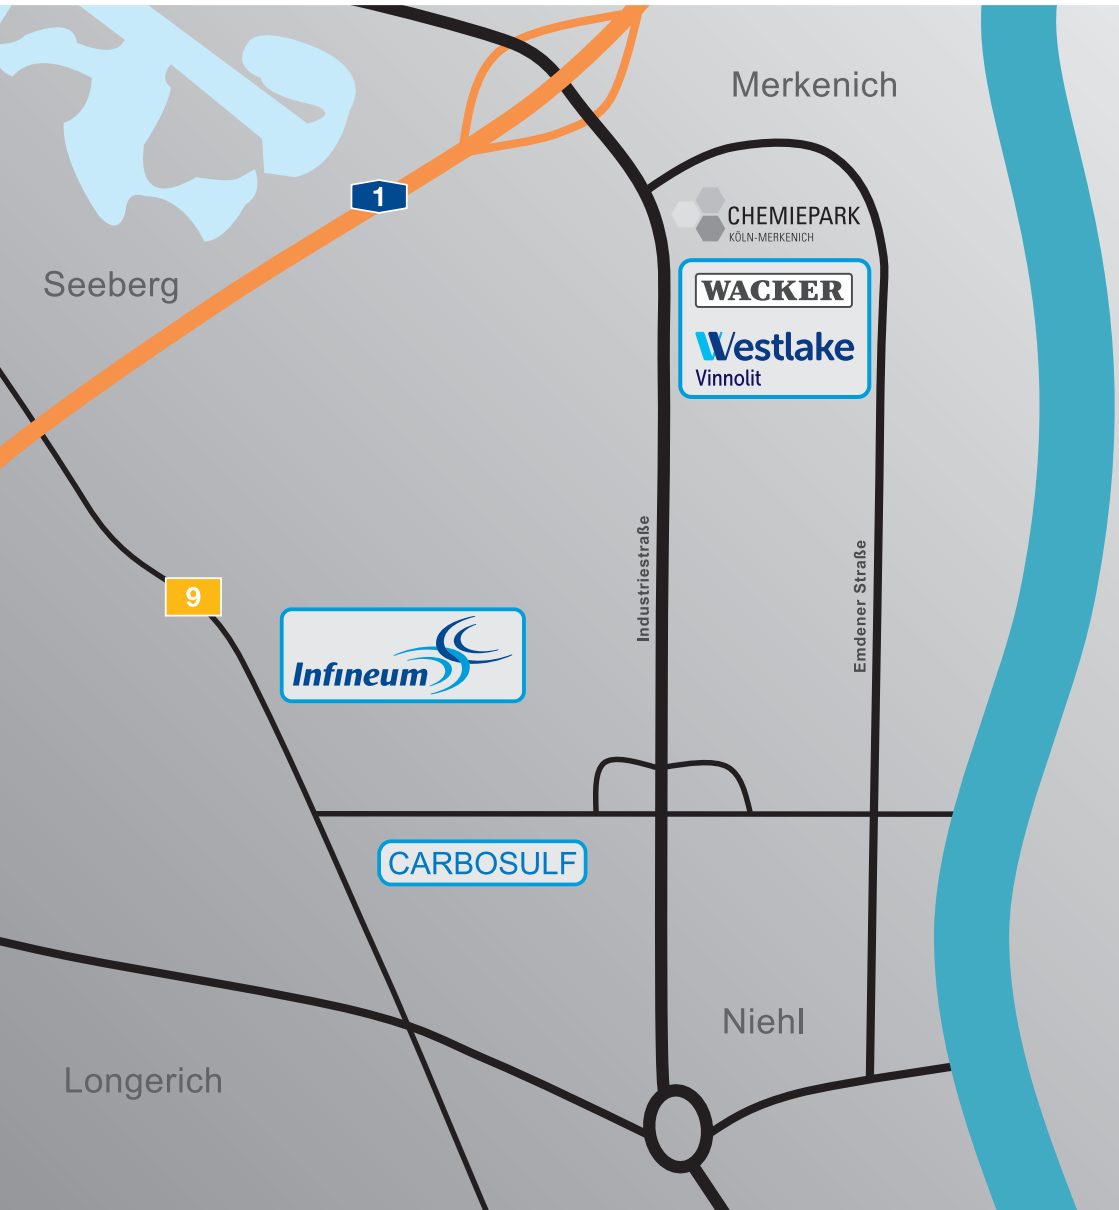 Merkenich
1
CHEMIEPARK
KÖLN-MERKENICH
Seeberg
WACKER
Westlake
Vinnolit
Industriestraße
Emdener Straße
9
Infineum
CARBOSULF
Niehl
Longerich